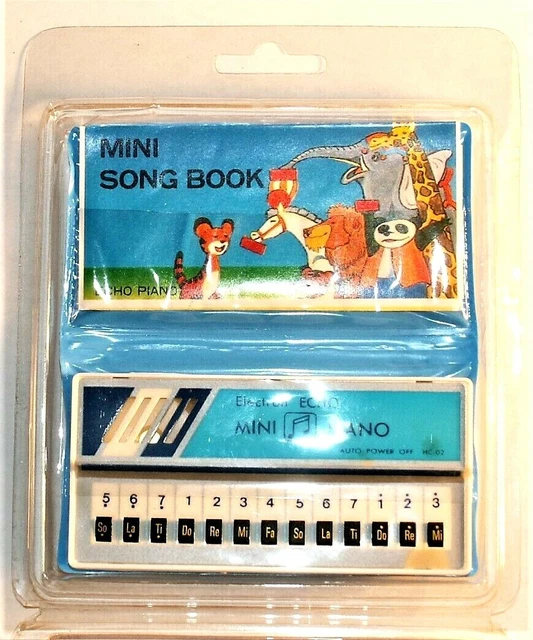 MINI
SONG BOOK
ECHO PIANO
Electron ECHO
MINI PIANO
AUTO POWER OFF MC-02
5 6 7 1 2 3 4 5 6 7 1 2 3
So La Ti Do Re Mi Fa So La Ti Do Re Mi